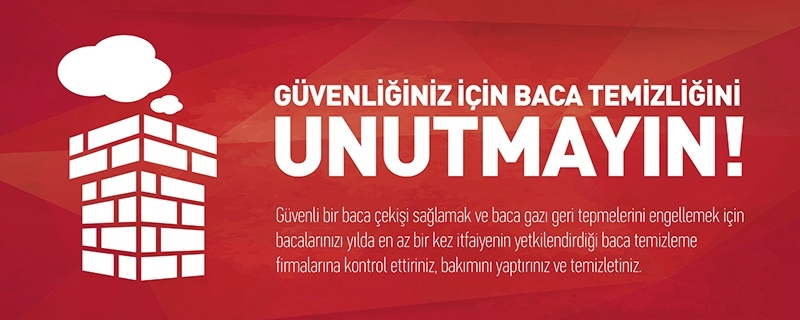 GÜVENLİĞİNİZ İÇİN BACA TEMİZLİĞİNİ
UNUTMAYIN!
Güvenli bir baca çekişi sağlamak ve baca gazı geri tepmelerini engellemek için
bacalarınızı yılda en az bir kez itfaiyenin yetkilendirdiği baca temizleme
firmalarına kontrol ettiriniz, bakımını yaptırınız ve temizletiniz.